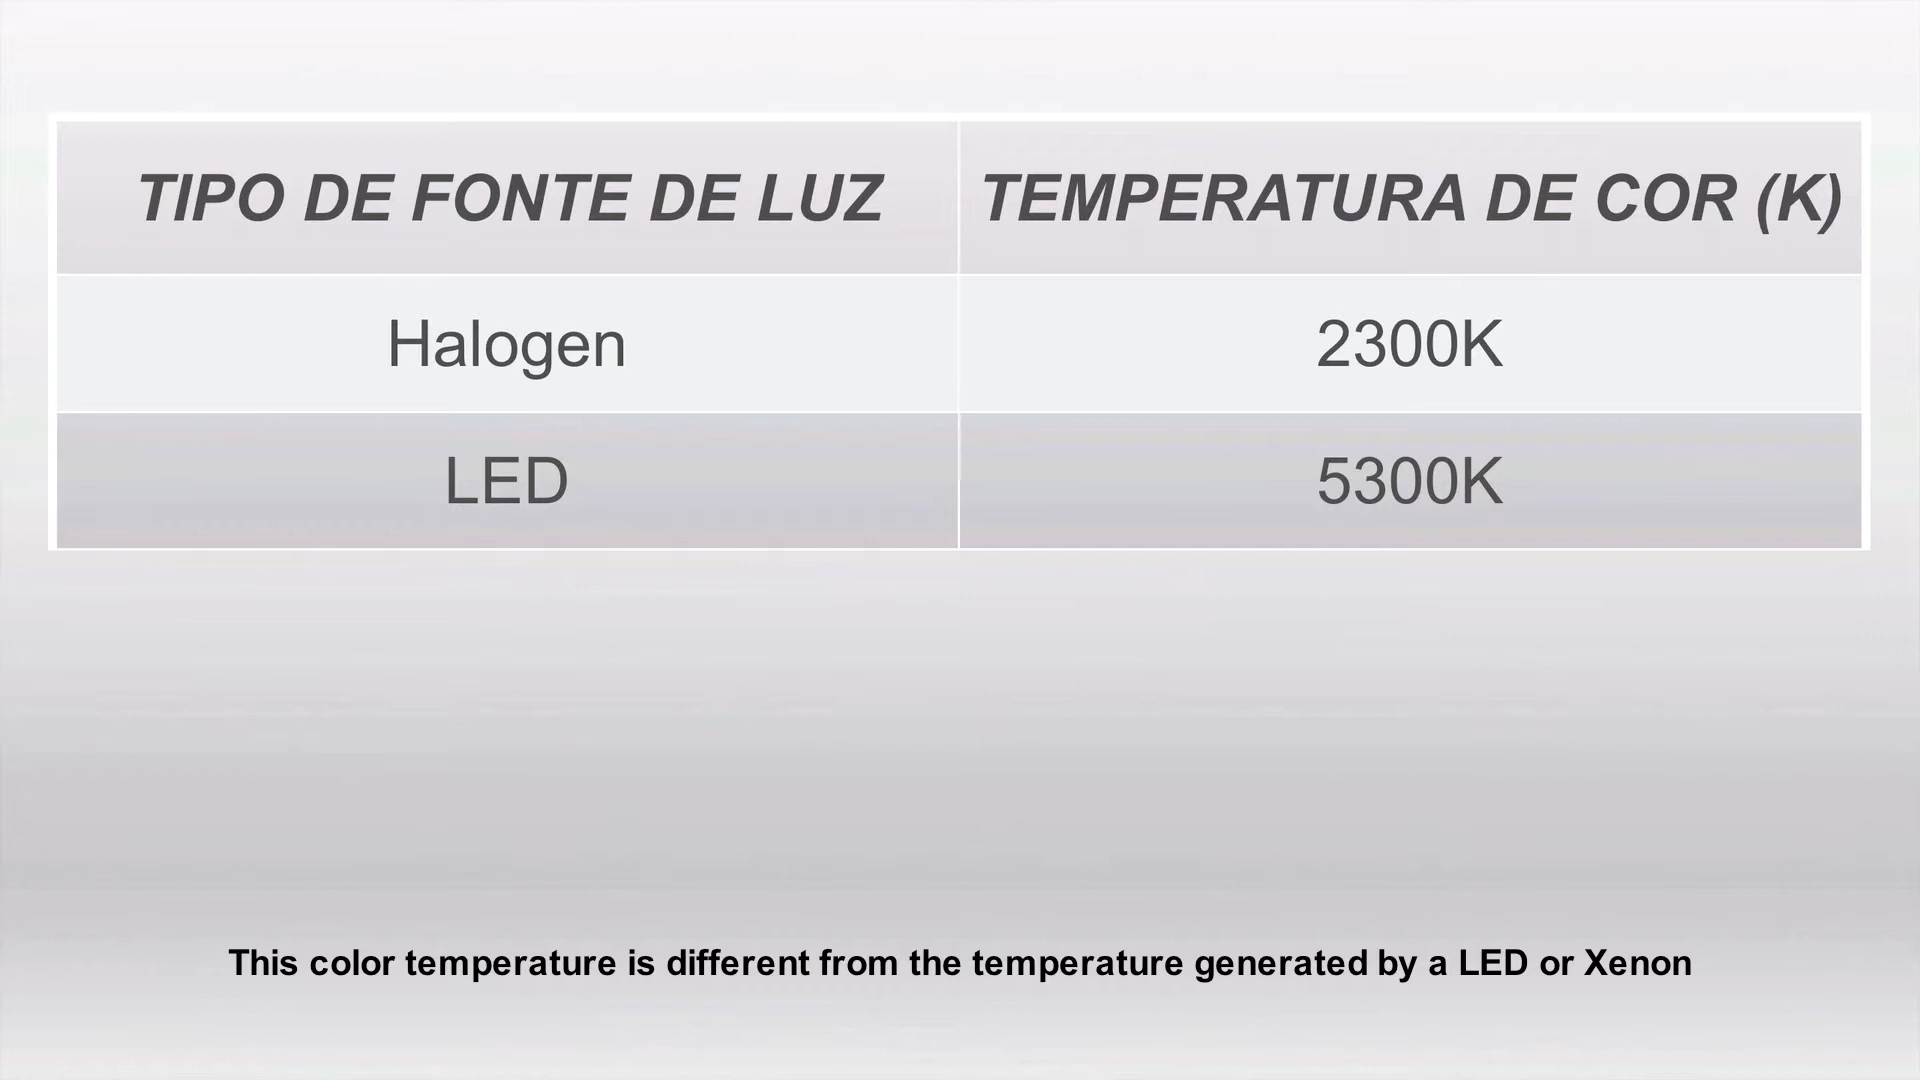 TIPO DE FONTE DE LUZ TEMPERATURA DE COR (K)
Halogen 2300K
LED 5300K
This color temperature is different from the temperature generated by a LED or Xenon